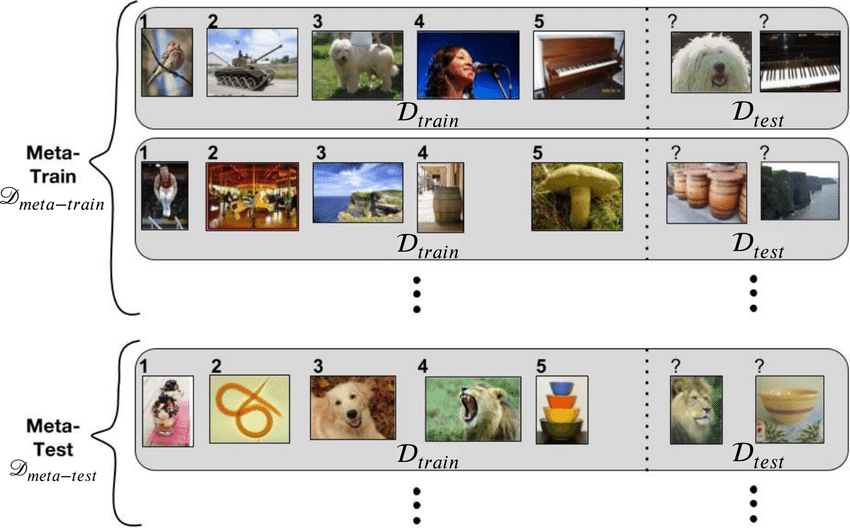 1 2 3 4 5 ? ?
𝒟train 𝒟test
Meta-
Train
𝒟meta−train
1 2 3 4 5 ? ?
𝒟train 𝒟test
1 2 3 4 5 ? ?
Meta-
Test
𝒟meta−test
𝒟train 𝒟test